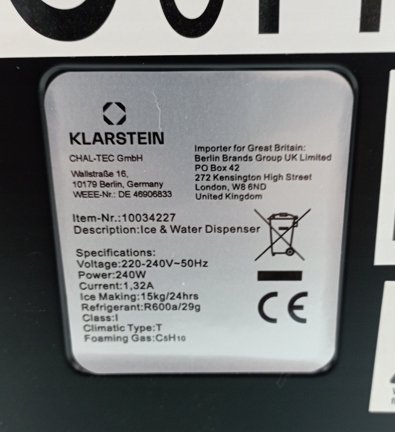 KLARSTEIN
CHAL-TEC GmbH
Wallstraße 16,
10179 Berlin, Germany
WEEE-Nr.: DE 46906833
Importer for Great Britain:
Berlin Brands Group UK Limited
PO Box 42
272 Kensington High Street
London, W8 6ND
United Kingdom
Item-Nr.:10034227
Description:Ice & Water Dispenser
Specifications:
Voltage:220-240V~50Hz
Power:240W
Current:1,32A
Ice Making:15kg/24hrs
Refrigerant:R600a/29g
Class:I
Climatic Type:T
Foaming Gas:C5H10
CE